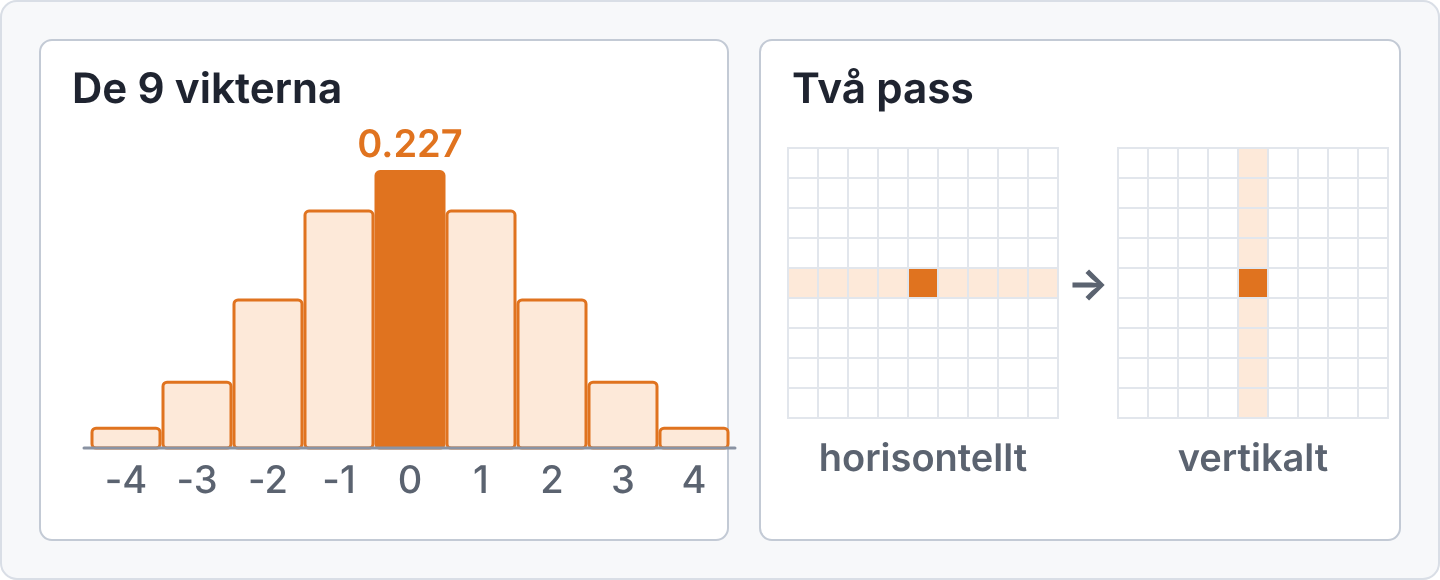 De 9 vikterna
0.227
-4 -3 -2 -1 0 1 2 3 4
Två pass
horisontellt
vertikalt